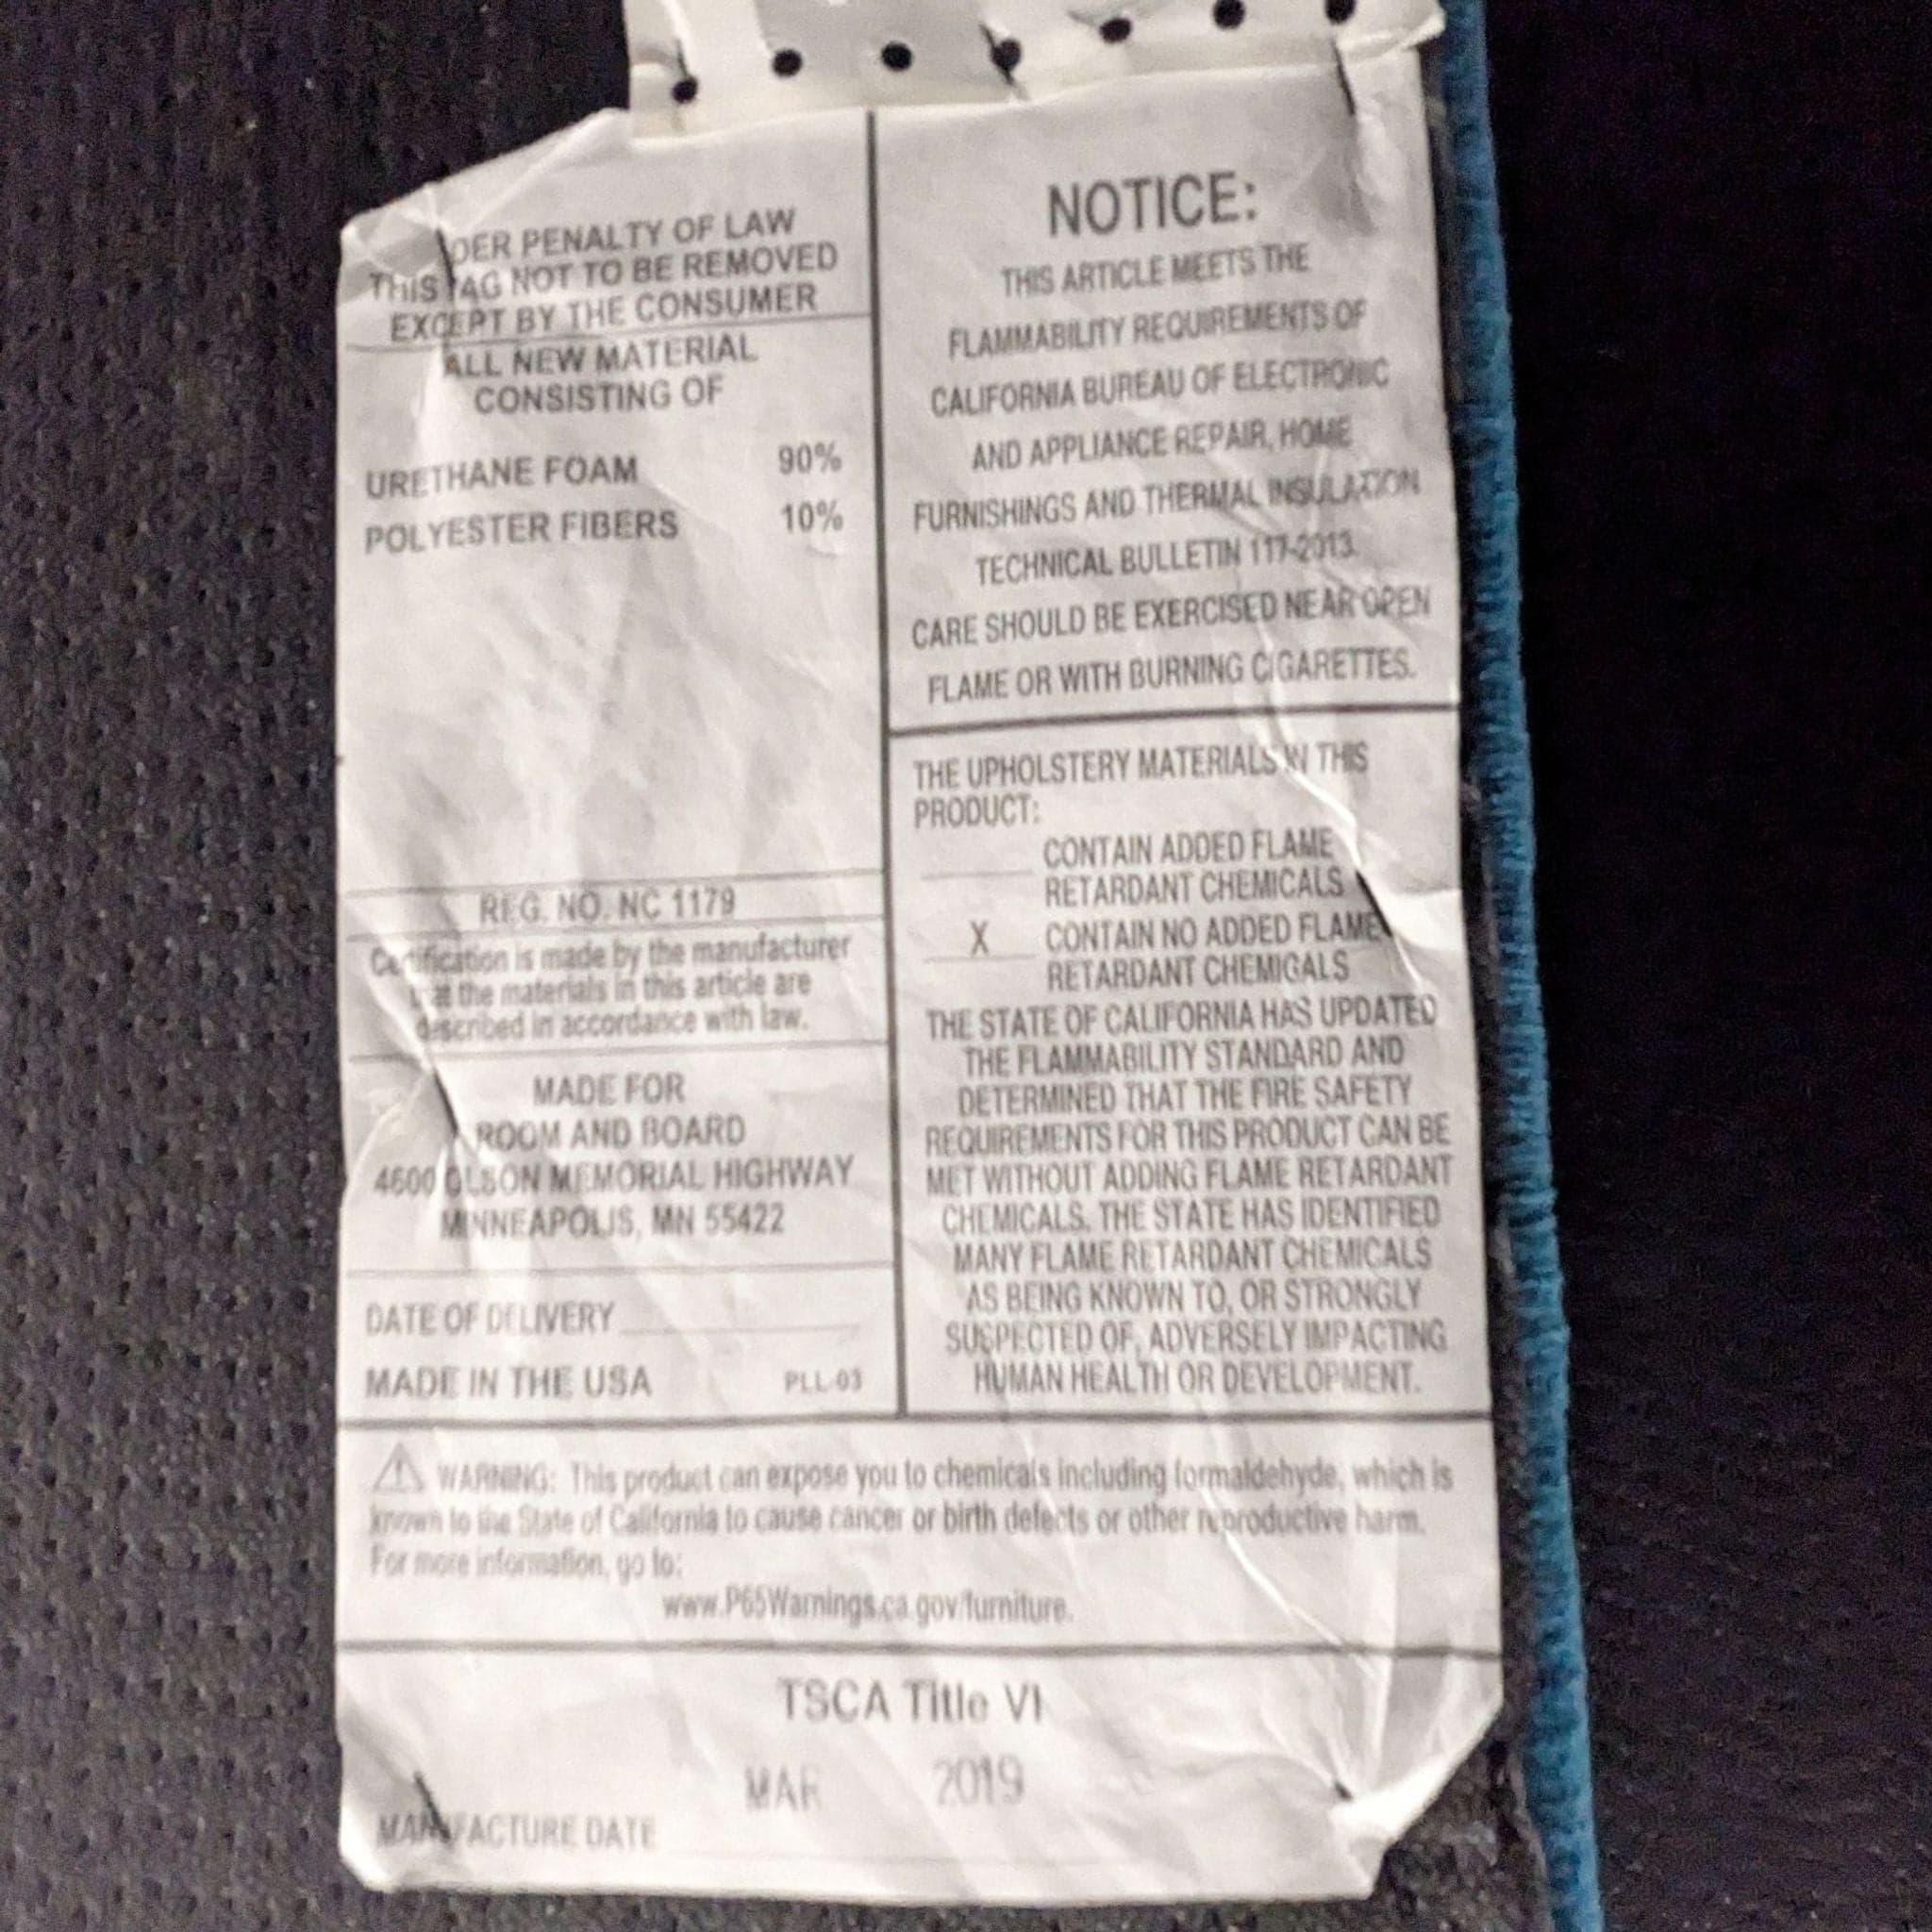 DER PENALTY OF LAW
THIS TAG NOT TO BE REMOVED
EXCEPT BY THE CONSUMER
ALL NEW MATERIAL
CONSISTING OF
URETHANE FOAM 90%
POLYESTER FIBERS 10%
REG. NO. NC 1179
Certification is made by the manufacturer
that the materials in this article are
described in accordance with law.
MADE FOR
ROOM AND BOARD
4600 OLSON MEMORIAL HIGHWAY
MINNEAPOLIS, MN 55422
DATE OF DELIVERY
MADE IN THE USA PLL-03
NOTICE:
THIS ARTICLE MEETS THE
FLAMMABILITY REQUIREMENTS OF
CALIFORNIA BUREAU OF ELECTRONIC
AND APPLIANCE REPAIR, HOME
FURNISHINGS AND THERMAL INSULATION
TECHNICAL BULLETIN 117-2013.
CARE SHOULD BE EXERCISED NEAR OPEN
FLAME OR WITH BURNING CIGARETTES.
THE UPHOLSTERY MATERIALS IN THIS
PRODUCT:
CONTAIN ADDED FLAME
RETARDANT CHEMICALS
X CONTAIN NO ADDED FLAME
RETARDANT CHEMICALS
THE STATE OF CALIFORNIA HAS UPDATED
THE FLAMMABILITY STANDARD AND
DETERMINED THAT THE FIRE SAFETY
REQUIREMENTS FOR THIS PRODUCT CAN BE
MET WITHOUT ADDING FLAME RETARDANT
CHEMICALS. THE STATE HAS IDENTIFIED
MANY FLAME RETARDANT CHEMICALS
AS BEING KNOWN TO, OR STRONGLY
SUSPECTED OF, ADVERSELY IMPACTING
HUMAN HEALTH OR DEVELOPMENT.
WARNING: This product can expose you to chemicals including formaldehyde, which is
known to the State of California to cause cancer or birth defects or other reproductive harm.
For more information, go to:
www.P65Warnings.ca.gov/furniture.
TSCA Title VI
MAR 2019
MANUFACTURE DATE